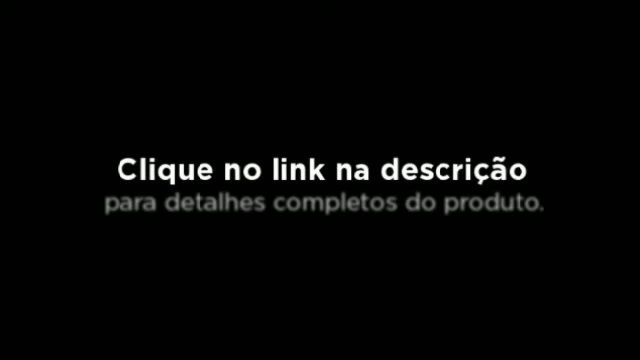 Clique no link na descrição
para detalhes completos do produto.